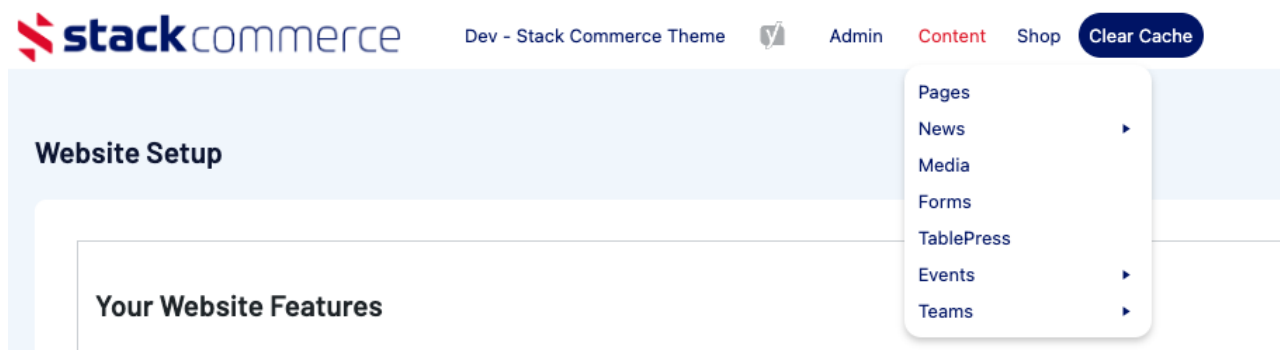 stackcommerce Dev - Stack Commerce Theme y Admin Content Shop Clear Cache
Pages
News
Media
Forms
TablePress
Events
Teams
Website Setup
Your Website Features